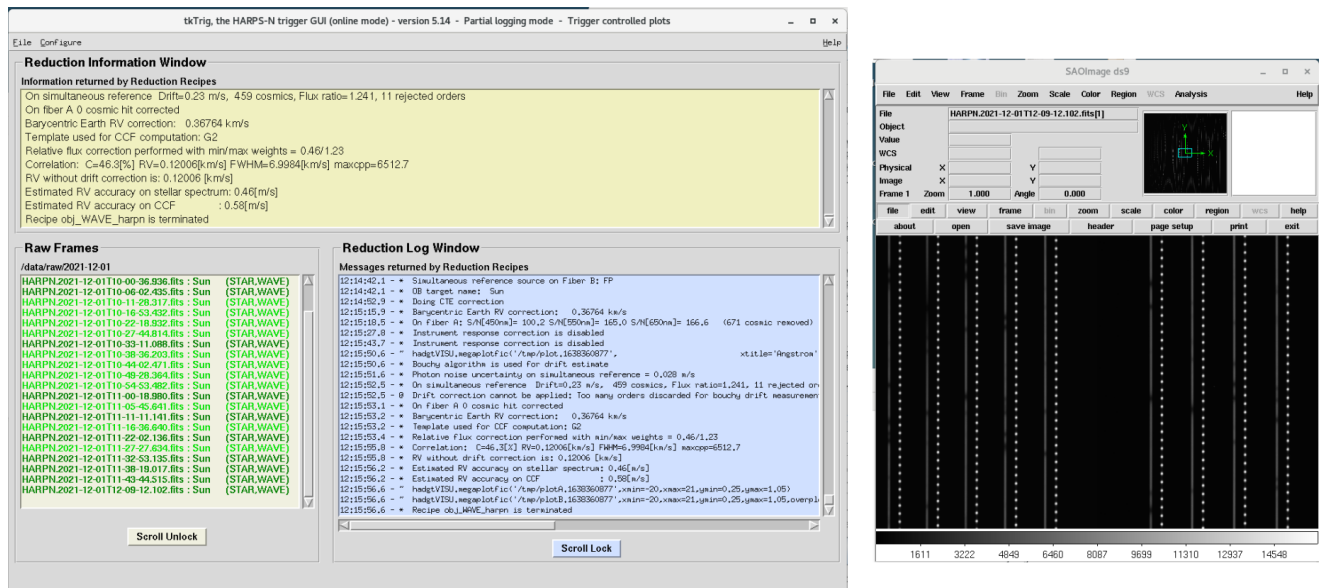 tkTrig, the HARPS-N trigger GUI (online mode) - version 5.14 - Partial logging mode - Trigger controlled plots
File Configure Help
Reduction Information Window
Information returned by Reduction Recipes
On simultaneous reference Drift=0.23 m/s, 459 cosmics, Flux ratio=1.241, 11 rejected orders
On fiber A 0 cosmic hit corrected
Barycentric Earth RV correction: 0.36764 km/s
Template used for CCF computation: G2
Relative flux correction performed with min/max weights = 0.46/1.23
Correlation: C=46.3[%] RV=0.12006[km/s] FWHM=6.9984[km/s] maxcpp=6512.7
RV without drift correction is: 0.12006 [km/s]
Estimated RV accuracy on stellar spectrum: 0.46[m/s]
Estimated RV accuracy on CCF : 0.58[m/s]
Recipe obj_WAVE_harpn is terminated
Raw Frames
/data/raw/2021-12-01
HARPN.2021-12-01T10-00-36.936.fits : Sun (STAR,WAVE)
HARPN.2021-12-01T10-06-02.435.fits : Sun (STAR,WAVE)
HARPN.2021-12-01T10-11-28.317.fits : Sun (STAR,WAVE)
HARPN.2021-12-01T10-16-53.432.fits : Sun (STAR,WAVE)
HARPN.2021-12-01T10-22-18.932.fits : Sun (STAR,WAVE)
HARPN.2021-12-01T10-27-44.814.fits : Sun (STAR,WAVE)
HARPN.2021-12-01T10-33-11.088.fits : Sun (STAR,WAVE)
HARPN.2021-12-01T10-38-36.203.fits : Sun (STAR,WAVE)
HARPN.2021-12-01T10-44-02.471.fits : Sun (STAR,WAVE)
HARPN.2021-12-01T10-49-28.364.fits : Sun (STAR,WAVE)
HARPN.2021-12-01T10-54-53.482.fits : Sun (STAR,WAVE)
HARPN.2021-12-01T11-00-18.980.fits : Sun (STAR,WAVE)
HARPN.2021-12-01T11-05-45.641.fits : Sun (STAR,WAVE)
HARPN.2021-12-01T11-11-11.141.fits : Sun (STAR,WAVE)
HARPN.2021-12-01T11-16-36.640.fits : Sun (STAR,WAVE)
HARPN.2021-12-01T11-22-02.136.fits : Sun (STAR,WAVE)
HARPN.2021-12-01T11-27-27.634.fits : Sun (STAR,WAVE)
HARPN.2021-12-01T11-32-53.135.fits : Sun (STAR,WAVE)
HARPN.2021-12-01T11-38-19.017.fits : Sun (STAR,WAVE)
HARPN.2021-12-01T11-43-44.515.fits : Sun (STAR,WAVE)
HARPN.2021-12-01T12-09-12.102.fits : Sun (STAR,WAVE)
Scroll Unlock
Reduction Log Window
Messages returned by Reduction Recipes
12:14:42.1 - * Simultaneous reference source on Fiber B: FP
12:14:42.1 - * OB target name: Sun
12:14:52.9 - * Doing CTE correction
12:15:15.9 - * Barycentric Earth RV correction: 0.36764 km/s
12:15:18.5 - * On fiber A: S/N[450nm]= 100.2 S/N[550nm]= 165.0 S/N[650nm]= 166.6 (671 cosmic removed)
12:15:27.8 - * Instrument response correction is disabled
12:15:43.7 - * Instrument response correction is disabled
12:15:50.6 - " hadgtVISU.megaplotfic('/tmp/plot.1638360877', xtitle='Angstrom'
12:15:50.6 - * Bouchy algorithm is used for drift estimate
12:15:51.6 - * Photon noise uncertainty on simultaneous reference = 0.028 m/s
12:15:52.5 - * On simultaneous reference Drift=0.23 m/s, 459 cosmics, Flux ratio=1.241, 11 rejected or
12:15:52.5 - @ Drift correction cannot be applied: Too many orders discarded for bouchy drift measuremen
12:15:53.1 - * On fiber A 0 cosmic hit corrected
12:15:53.2 - * Barycentric Earth RV correction: 0.36764 km/s
12:15:53.2 - * Template used for CCF computation: G2
12:15:53.4 - * Relative flux correction performed with min/max weights = 0.46/1.23
12:15:55.8 - * Correlation: C=46.3[%] RV=0.12006[km/s] FWHM=6.9984[km/s] maxcpp=6512.7
12:15:55.8 - * RV without drift correction is: 0.12006 [km/s]
12:15:56.2 - * Estimated RV accuracy on stellar spectrum: 0.46[m/s]
12:15:56.2 - * Estimated RV accuracy on CCF : 0.58[m/s]
12:15:56.6 - " hadgtVISU.megaplotfic('/tmp/plotA.1638360877',xmin=-20,xmax=21,ymin=0.25,ymax=1.05)
12:15:56.6 - " hadgtVISU.megaplotfic('/tmp/plotB.1638360877',xmin=-20,xmax=21,ymin=0.25,ymax=1.05,overpl
12:15:56.6 - * Recipe obj_WAVE_harpn is terminated
Scroll Lock
SAOImage ds9
File Edit View Frame Bin Zoom Scale Color Region WCS Analysis Help
File HARPN.2021-12-01T12-09-12.102.fits[1]
Object
Value
WCS
Physical X Y
Image X Y
Frame 1 Zoom 1.000 Angle 0.000
Y
X
file edit view frame bin zoom scale color region wcs help
about open save image header page setup print exit
1611 3222 4849 6460 8087 9699 11310 12937 14548